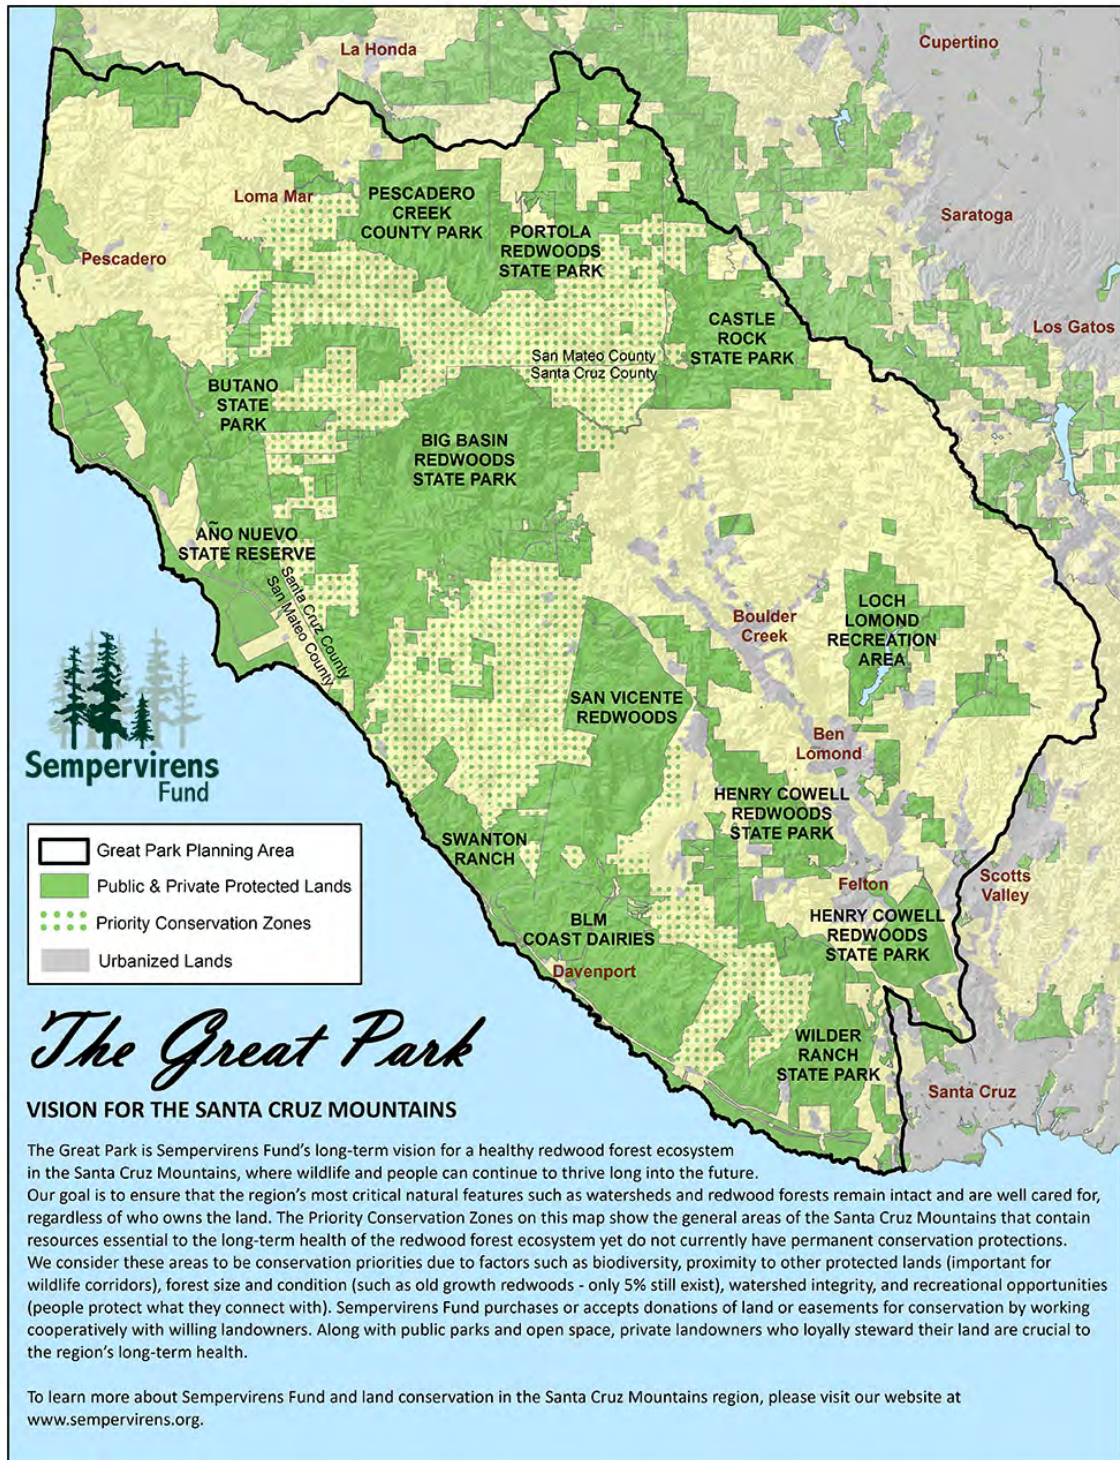 La Honda
Cupertino
Loma Mar
PESCADERO
CREEK
COUNTY PARK
PORTOLA
REDWOODS
STATE PARK
Saratoga
Pescadero
CASTLE
ROCK
STATE PARK
Los Gatos
San Mateo County
Santa Cruz County
BUTANO
STATE
PARK
BIG BASIN
REDWOODS
STATE PARK
AÑO NUEVO
STATE RESERVE
Santa Cruz County
San Mateo County
Boulder
Creek
LOCH
LOMOND
RECREATION
AREA
SAN VICENTE
REDWOODS
Ben
Lomond
Sempervirens
Fund
HENRY COWELL
REDWOODS
STATE PARK
SWANTON
RANCH
Great Park Planning Area
Public & Private Protected Lands
Priority Conservation Zones
Urbanized Lands
Felton
Scotts
Valley
HENRY COWELL
REDWOODS
STATE PARK
BLM
COAST DAIRIES
Davenport
WILDER
RANCH
STATE PARK
Santa Cruz
The Great Park
VISION FOR THE SANTA CRUZ MOUNTAINS
The Great Park is Sempervirens Fund's long-term vision for a healthy redwood forest ecosystem
in the Santa Cruz Mountains, where wildlife and people can continue to thrive long into the future.
Our goal is to ensure that the region's most critical natural features such as watersheds and redwood forests remain intact and are well cared for,
regardless of who owns the land. The Priority Conservation Zones on this map show the general areas of the Santa Cruz Mountains that contain
resources essential to the long-term health of the redwood forest ecosystem yet do not currently have permanent conservation protections.
We consider these areas to be conservation priorities due to factors such as biodiversity, proximity to other protected lands (important for
wildlife corridors), forest size and condition (such as old growth redwoods - only 5% still exist), watershed integrity, and recreational opportunities
(people protect what they connect with). Sempervirens Fund purchases or accepts donations of land or easements for conservation by working
cooperatively with willing landowners. Along with public parks and open space, private landowners who loyally steward their land are crucial to
the region's long-term health.
To learn more about Sempervirens Fund and land conservation in the Santa Cruz Mountains region, please visit our website at
www.sempervirens.org.